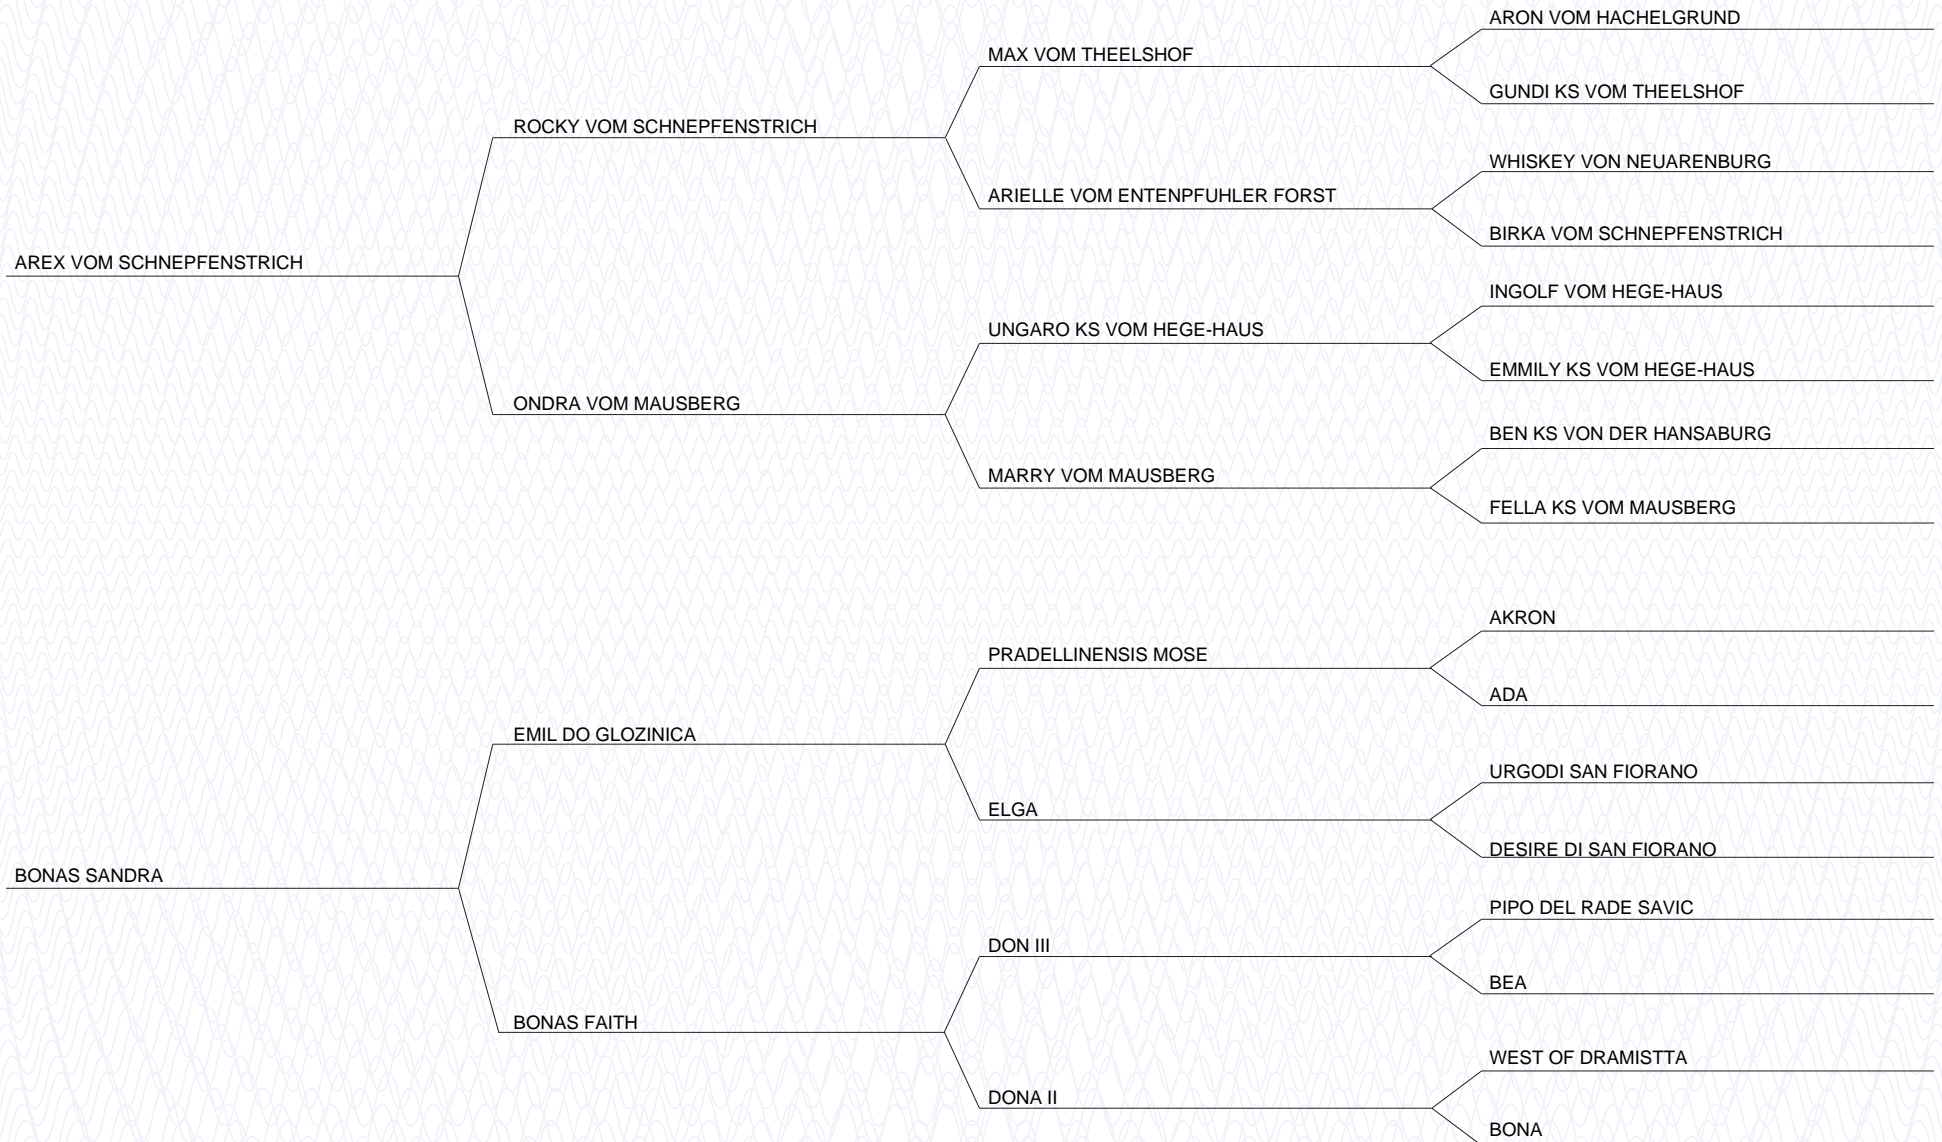 ARON VOM HACHELGRUND
MAX VOM THEELSHOF
GUNDI KS VOM THEELSHOF
ROCKY VOM SCHNEPFENSTRICH
WHISKEY VON NEUARENBURG
ARIELLE VOM ENTENPFUHLER FORST
BIRKA VOM SCHNEPFENSTRICH
AREX VOM SCHNEPFENSTRICH
INGOLF VOM HEGE-HAUS
UNGARO KS VOM HEGE-HAUS
EMMILY KS VOM HEGE-HAUS
ONDRA VOM MAUSBERG
BEN KS VON DER HANSABURG
MARRY VOM MAUSBERG
FELLA KS VOM MAUSBERG
AKRON
PRADELLINENSIS MOSE
ADA
EMIL DO GLOZINICA
URGODI SAN FIORANO
ELGA
DESIRE DI SAN FIORANO
BONAS SANDRA
PIPO DEL RADE SAVIC
DON III
BEA
BONAS FAITH
WEST OF DRAMISTTA
DONA II
BONA